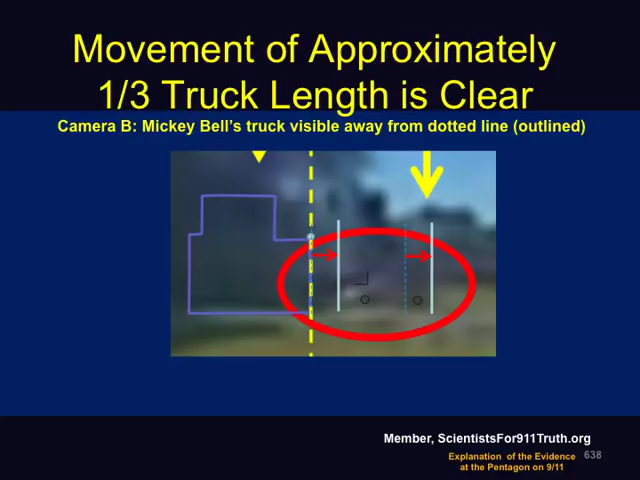 Movement of Approximately
1/3 Truck Length is Clear
Camera B: Mickey Bell's truck visible away from dotted line (outlined)
Member, ScientistsFor911Truth.org
Explanation of the Evidence
at the Pentagon on 9/11
638